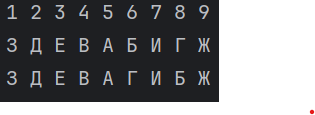 1 2 3 4 5 6 7 8 9
З Д Е В А Б И Г Ж
З Д Е В А Г И Б Ж